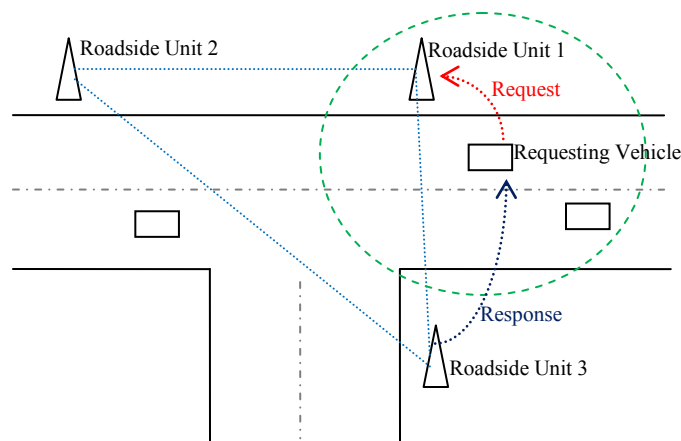 Roadside Unit 2
Roadside Unit 1
Request
Requesting Vehicle
Response
Roadside Unit 3